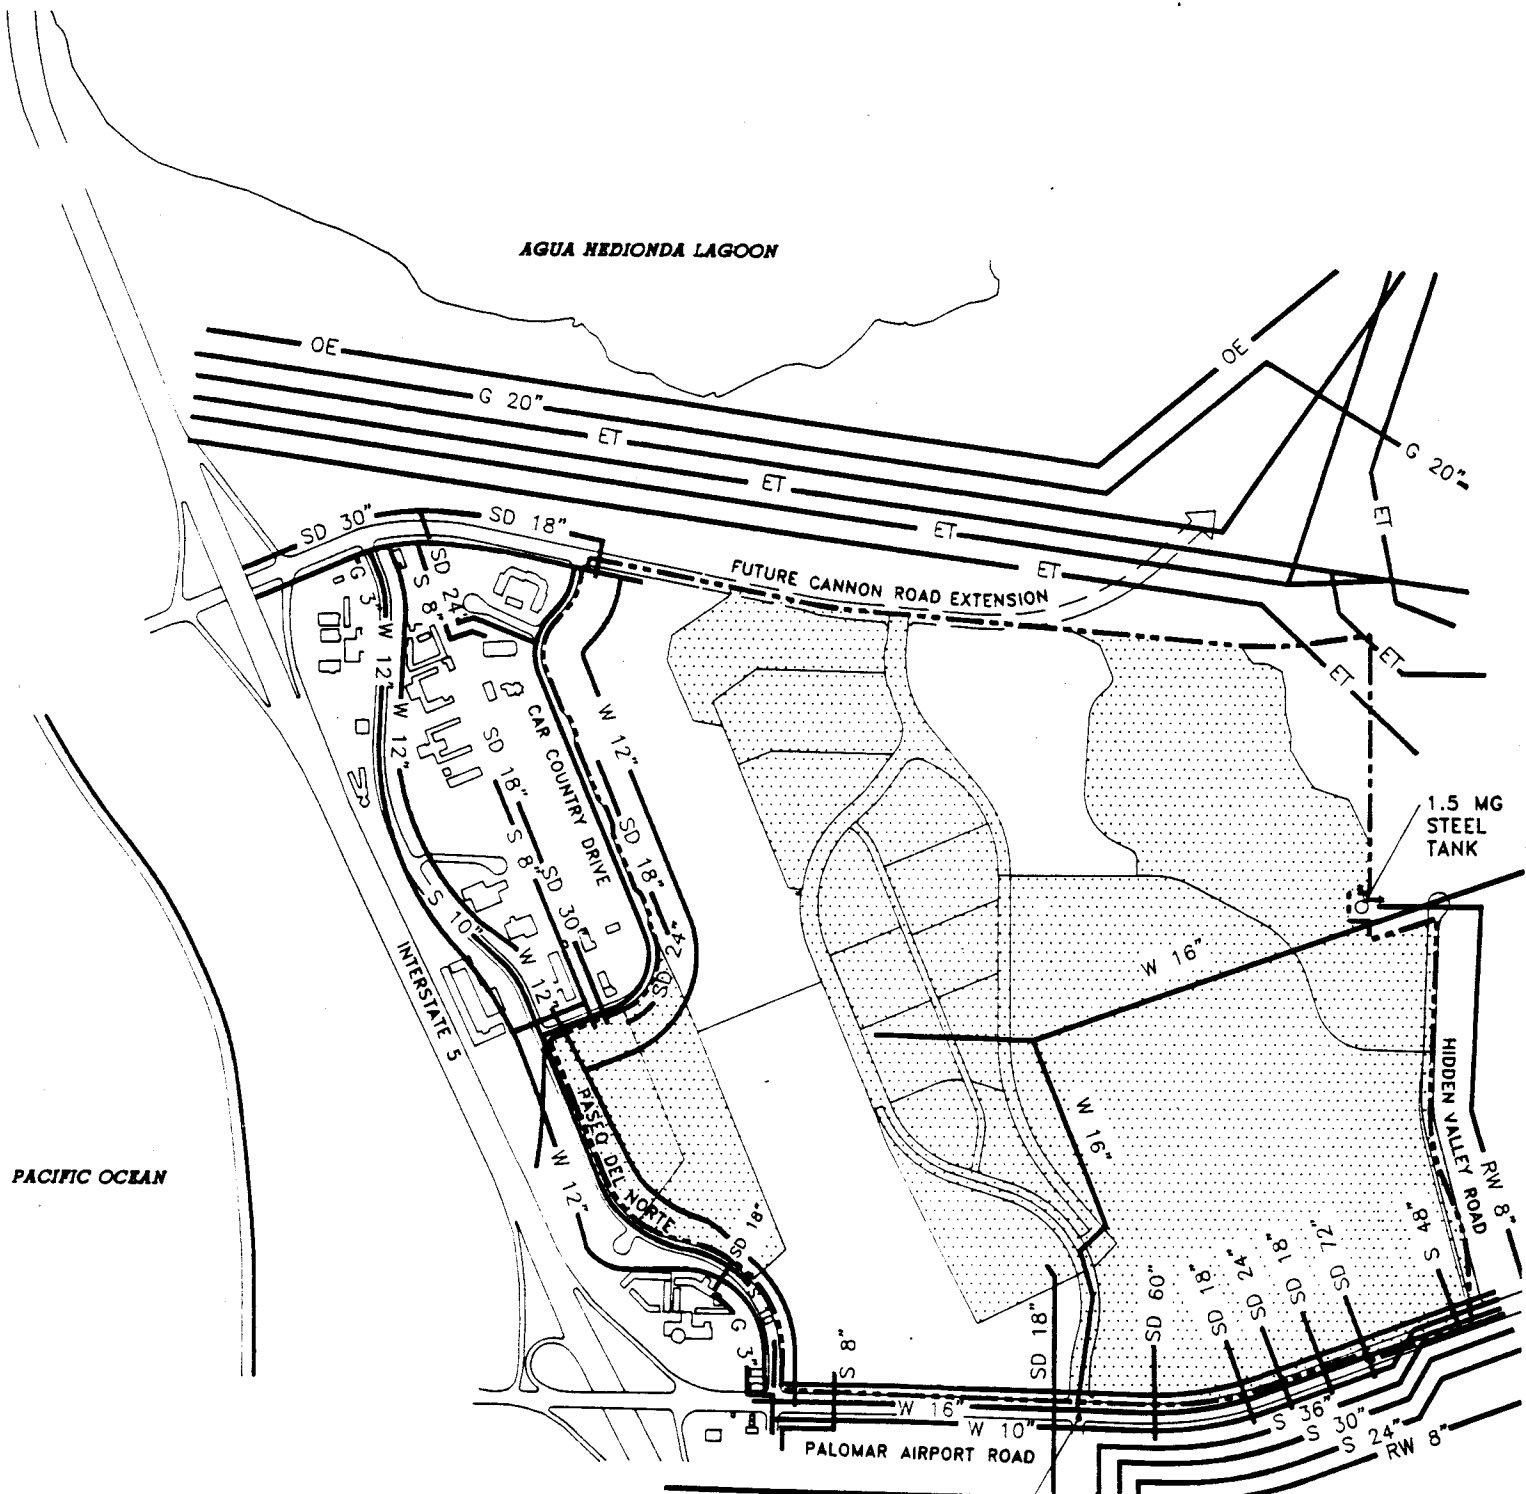 AGUA HEDIONDA LAGOON
OE
OE
G 20"
ET
G 20"
ET
ET
ET
SD 30"
SD 18"
ET
FUTURE CANNON ROAD EXTENSION
SD 24"
S 8"
G 3"
W 12"
ET
ET
W 12"
W 12"
CAR COUNTRY DRIVE
SD 18"
S 8"
SD 18"
1.5 MG
STEEL
TANK
SD 30"
S 10"
SD 24"
W 12"
W 16"
INTERSTATE 5
HIDDEN VALLEY ROAD
PASEO DEL NORTE
W 16"
W 12"
PACIFIC OCEAN
RW 8"
SD 18"
S 48"
SD 72"
SD 18"
SD 24"
SD 18"
SD 60"
SD 18"
G 3"
S 8"
W 16"
W 10"
S 36"
S 30"
S 24"
RW 8"
PALOMAR AIRPORT ROAD